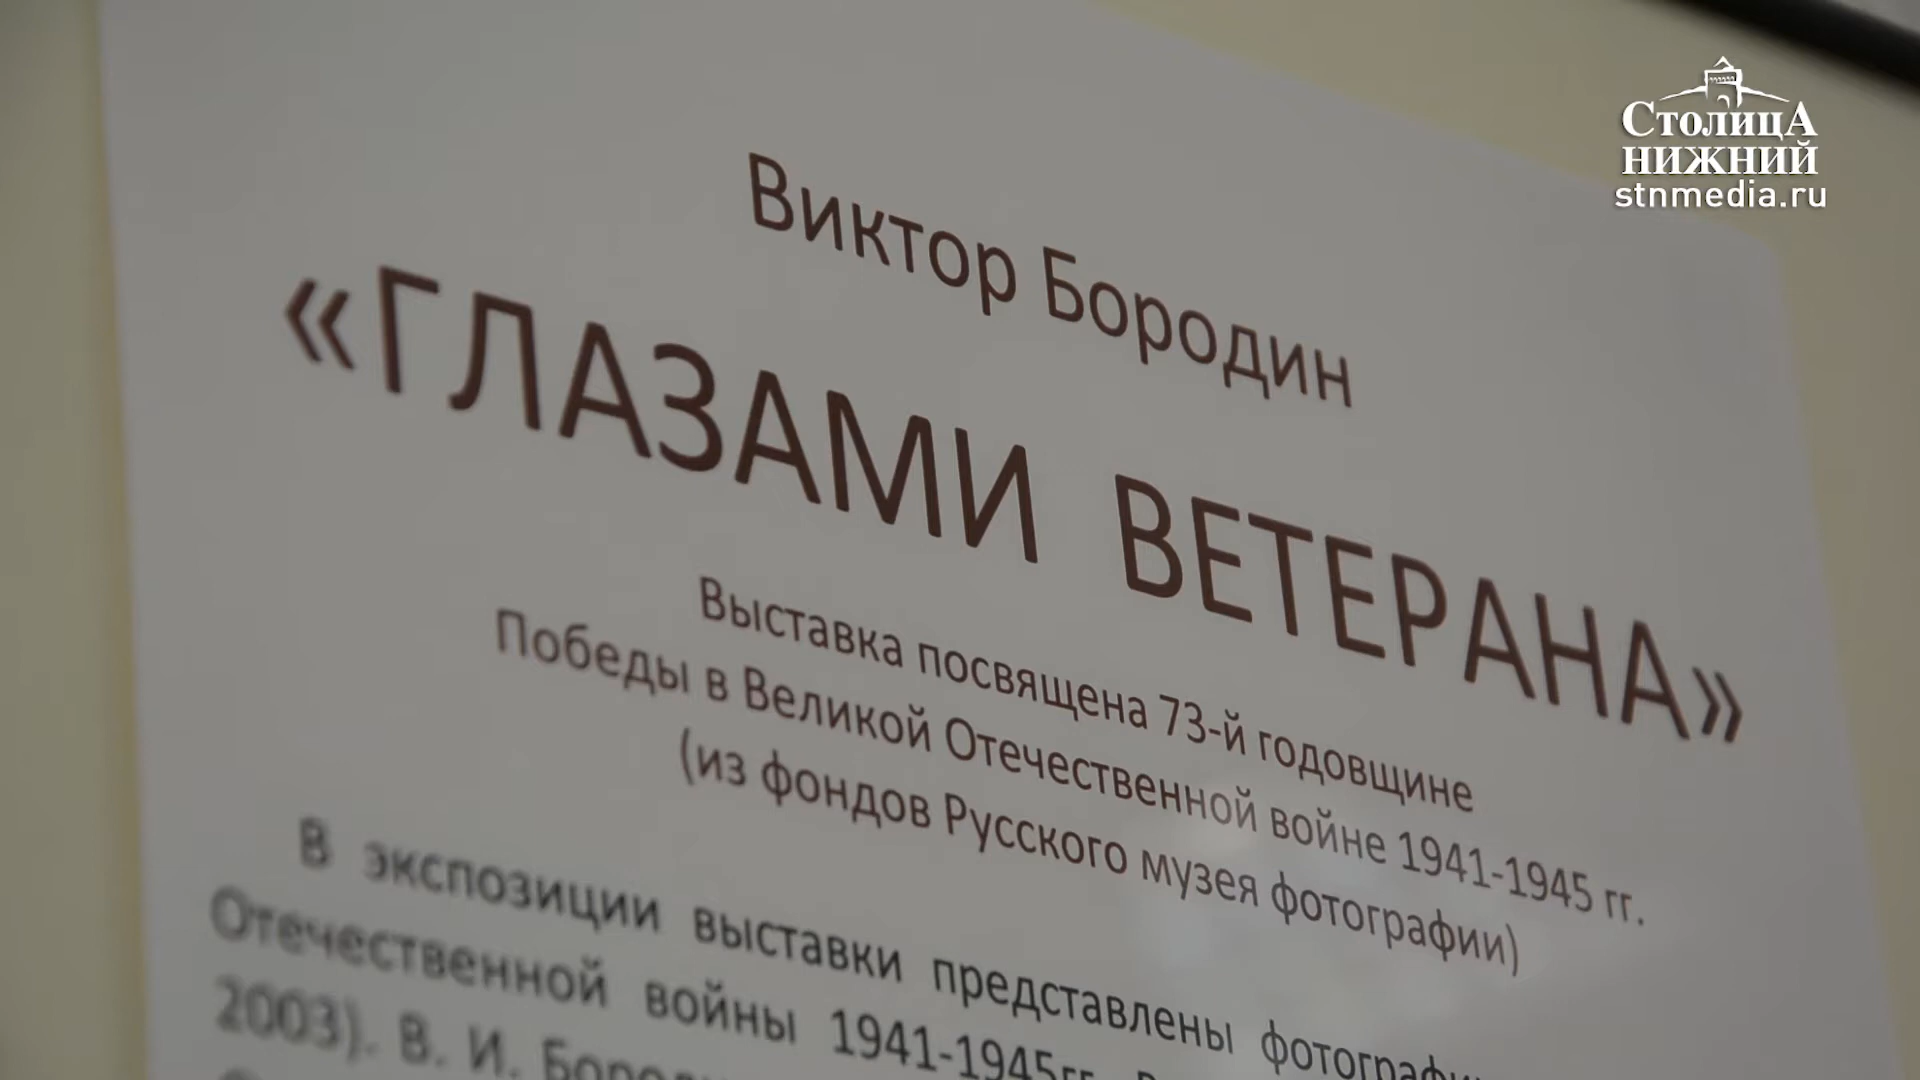 СтолицА
нижний
stnmedia.ru
Виктор Бородин
«ГЛАЗАМИ ВЕТЕРАНА»
Выставка посвящена 73-й годовщине
Победы в Великой Отечественной войне 1941-1945 гг.
(из фондов Русского музея фотографии)
В экспозиции выставки представлены
Отечественной войны 1941-1945гг.
2003). В. И.